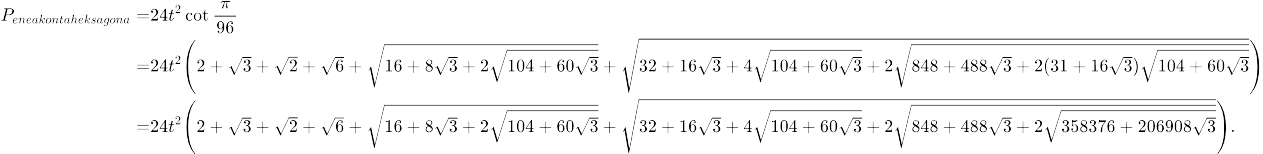 P_{eneakontaheksagona} =24t^2 \cot \frac{\pi}{96}
=24t^2 \left( 2+\sqrt{3}+\sqrt{2}+\sqrt{6}+\sqrt{16+8\sqrt{3}+2\sqrt{104+60\sqrt{3}}}+\sqrt{32+16\sqrt{3}+4\sqrt{104+60\sqrt{3}}+2\sqrt{848+488\sqrt{3}+2(31+16\sqrt{3})\sqrt{104+60\sqrt{3}}}} \right)
=24t^2 \left( 2+\sqrt{3}+\sqrt{2}+\sqrt{6}+\sqrt{16+8\sqrt{3}+2\sqrt{104+60\sqrt{3}}}+\sqrt{32+16\sqrt{3}+4\sqrt{104+60\sqrt{3}}+2\sqrt{848+488\sqrt{3}+2\sqrt{358376+206908\sqrt{3}}}} \right).